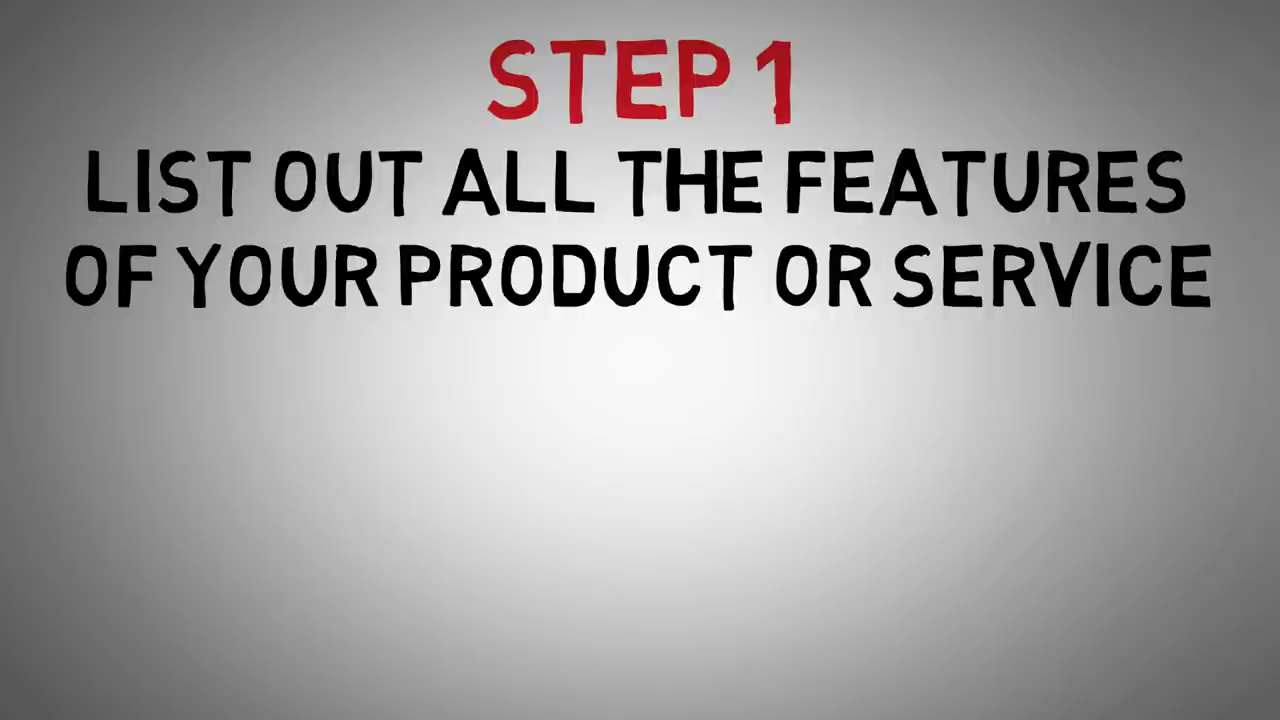 STEP 1
LIST OUT ALL THE FEATURES
OF YOUR PRODUCT OR SERVICE